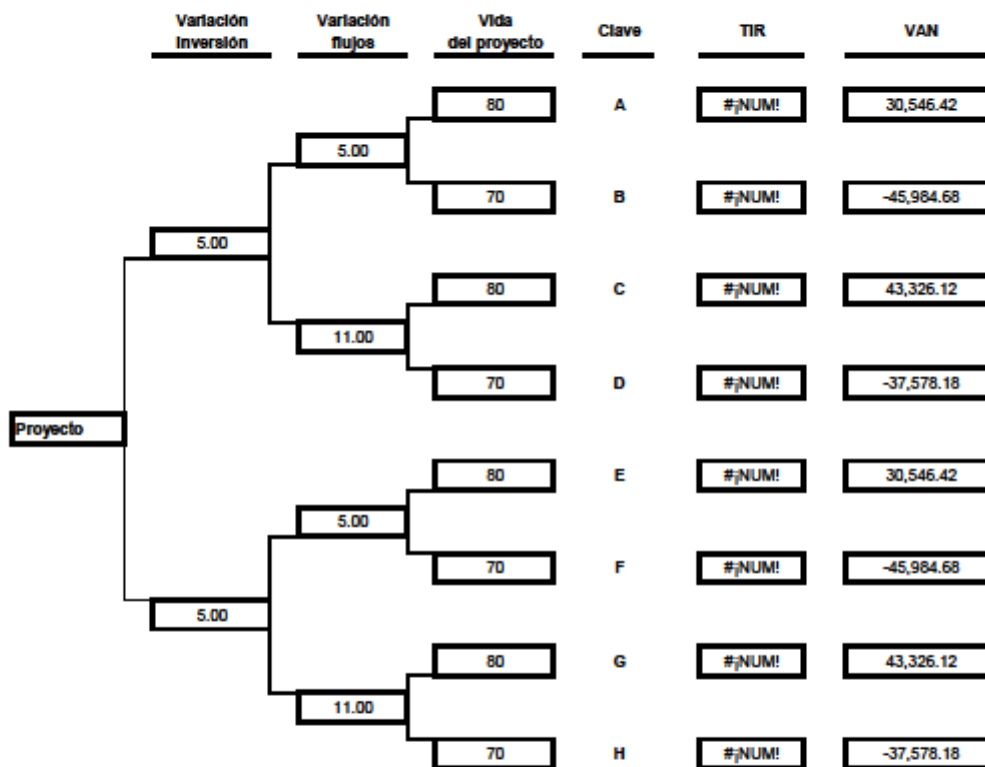 Variación Inversión
Variación flujos
Vida del proyecto
Clave
TIR
VAN
80 A #¡NUM! 30,546.42
5.00
70 B #¡NUM! -45,984.68
5.00
80 C #¡NUM! 43,326.12
11.00
70 D #¡NUM! -37,578.18
Proyecto
80 E #¡NUM! 30,546.42
5.00
70 F #¡NUM! -45,984.68
5.00
80 G #¡NUM! 43,326.12
11.00
70 H #¡NUM! -37,578.18